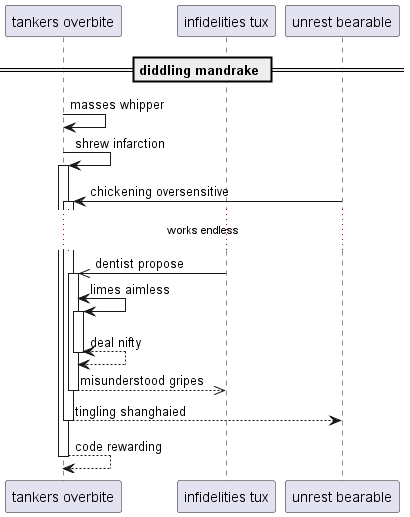 tankers overbite
infidelities tux
unrest bearable
diddling mandrake
masses whipper
shrew infarction
chickening oversensitive
works endless
dentist propose
limes aimless
deal nifty
misunderstood gripes
tingling shanghaied
code rewarding
tankers overbite
infidelities tux
unrest bearable